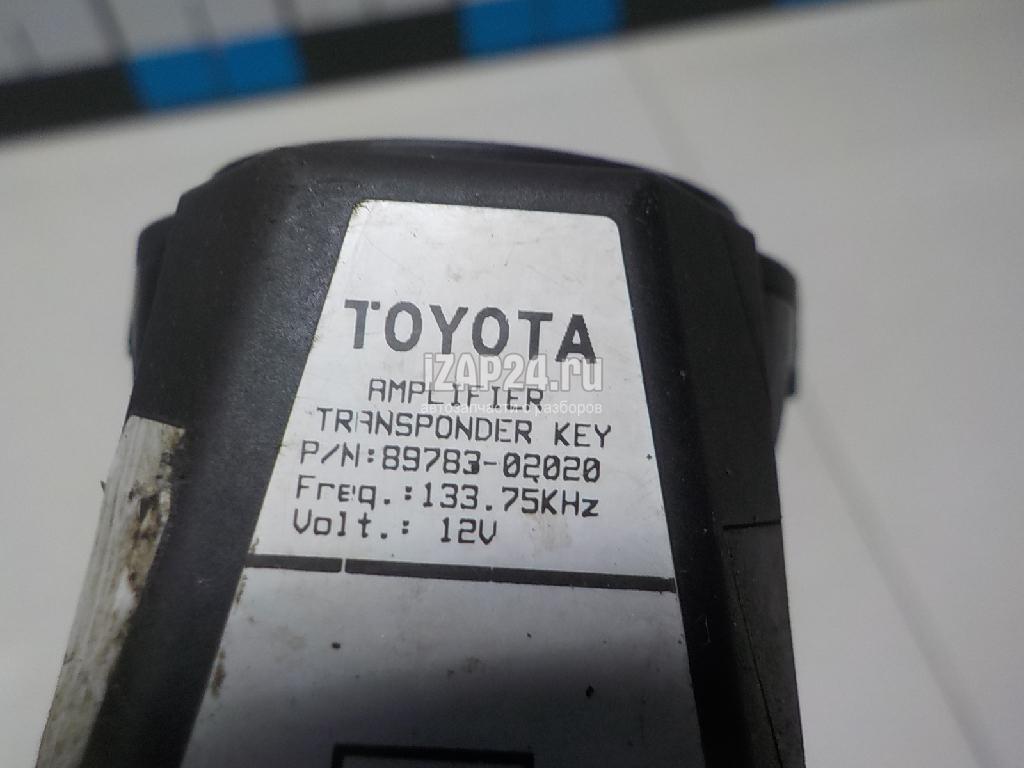 TOYOTA
iZAP24.ru
AMPLIFIER
автозапчасти с разборов
TRANSPONDER KEY
P/N:89783-02020
Freq.:133.75KHz
Volt.: 12V